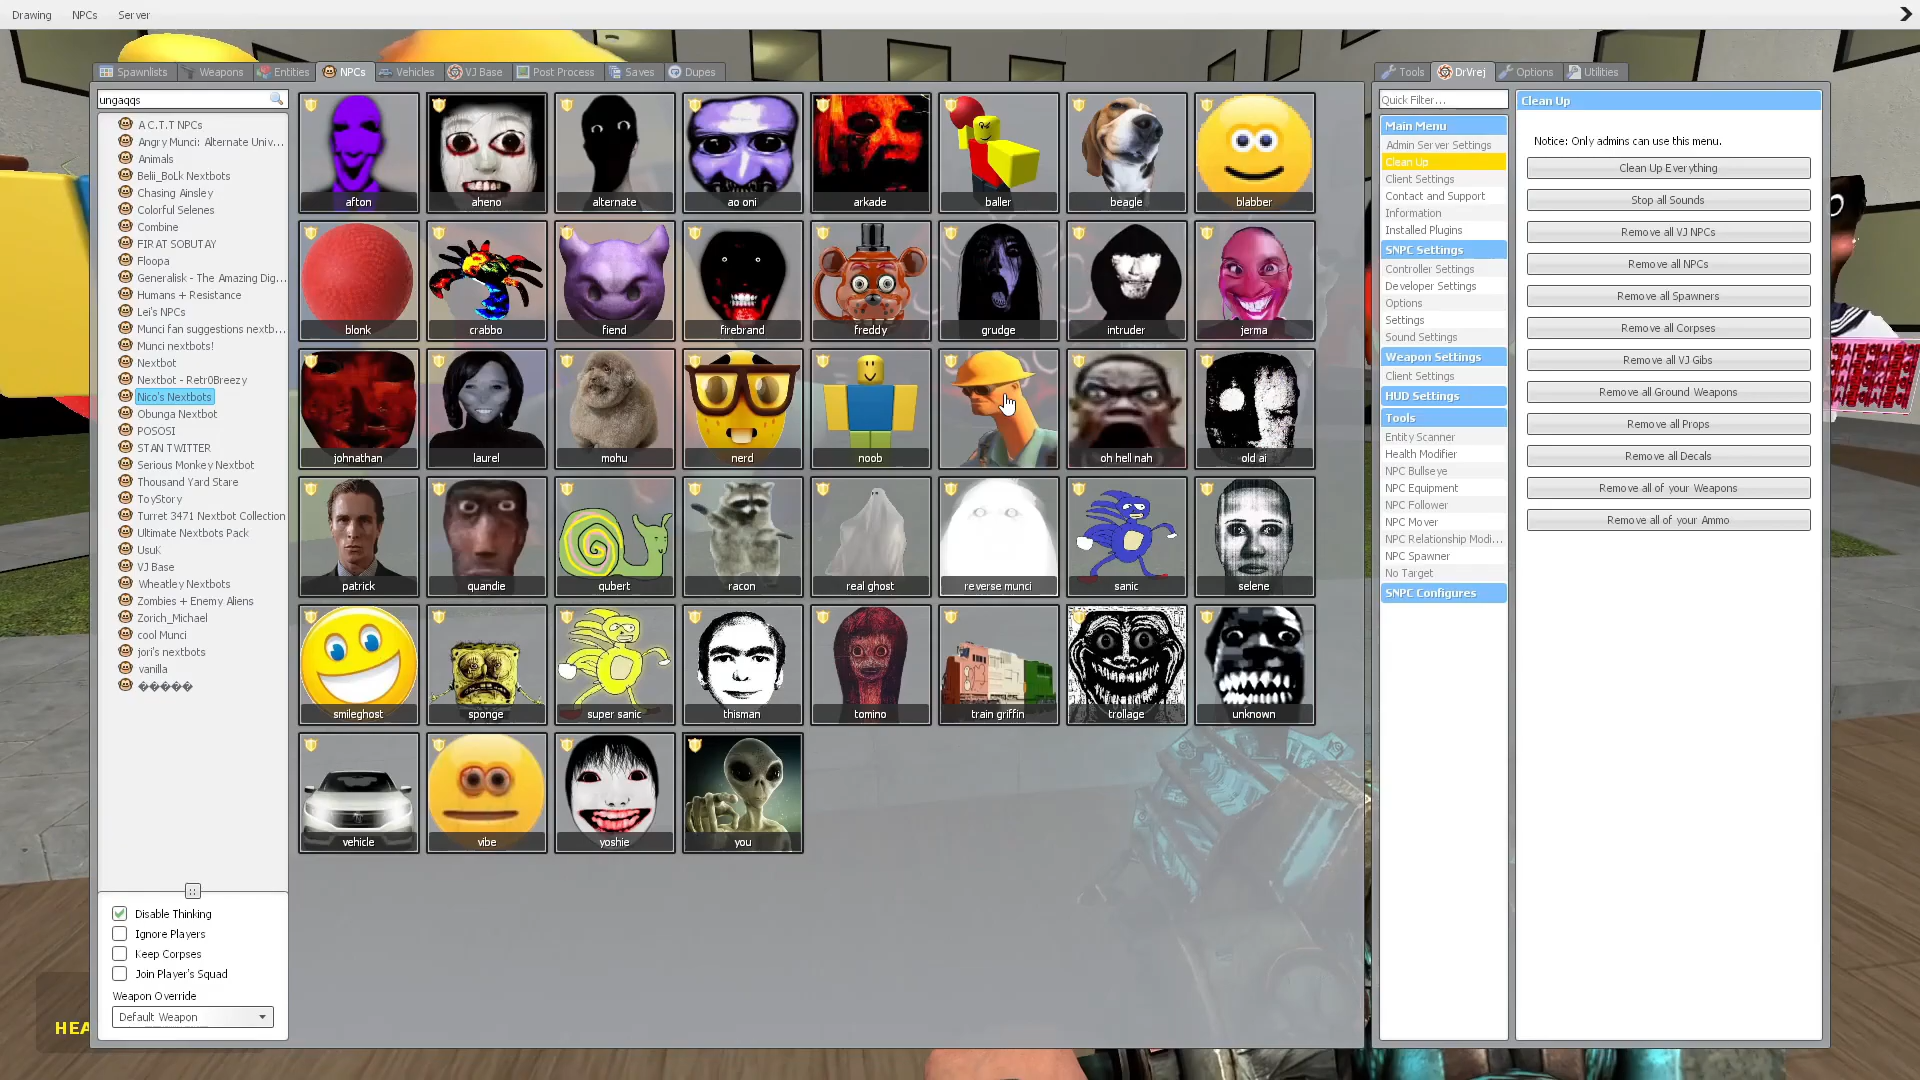 Drawing NPCs Server
Spawnlists Weapons Entities NPCs Vehicles VJ Base Post Process Saves Dupes
Tools DrVrej Options Utilities
ungaqqs
A C.T.T NPCs
Angry Munci: Alternate Univ...
Animals
Belii_BoLk Nextbots
Chasing Ainsley
Colorful Selenes
Combine
FIRAT SOBUTAY
Floopa
Generalisk - The Amazing Dig...
Humans + Resistance
Lei's NPCs
Munci fan suggestions nextb...
Munci nextbots!
Nextbot
Nextbot - Retr0Breezy
Nico's Nextbots
Obunga Nextbot
POSOSI
STAN TWITTER
Serious Monkey Nextbot
Thousand Yard Stare
ToyStory
Turret 3471 Nextbot Collection
Ultimate Nextbots Pack
UsuK
VJ Base
Wheatley Nextbots
Zombies + Enemy Aliens
Zorich_Michael
cool Munci
jori's nextbots
vanilla
�����
Disable Thinking
Ignore Players
Keep Corpses
Join Player's Squad
Weapon Override
Default Weapon
HEA
afton aheno alternate ao oni arkade baller beagle blabber
blonk crabbo fiend firebrand freddy grudge intruder jerma
johnathan laurel mohu nerd noob oh hell nah old ai
patrick quandie qubert racon real ghost reverse munci sanic selene
smileghost sponge super sanic thisman tomino train griffin trollage unknown
vehicle vibe yoshie you
Quick Filter...
Main Menu
Admin Server Settings
Clean Up
Client Settings
Contact and Support
Information
Installed Plugins
SNPC Settings
Controller Settings
Developer Settings
Options
Settings
Sound Settings
Weapon Settings
Client Settings
HUD Settings
Tools
Entity Scanner
Health Modifier
NPC Bullseye
NPC Equipment
NPC Follower
NPC Mover
NPC Relationship Modi...
NPC Spawner
No Target
SNPC Configures
Clean Up
Notice: Only admins can use this menu.
Clean Up Everything
Stop all Sounds
Remove all VJ NPCs
Remove all NPCs
Remove all Spawners
Remove all Corpses
Remove all VJ Gibs
Remove all Ground Weapons
Remove all Props
Remove all Decals
Remove all of your Weapons
Remove all of your Ammo